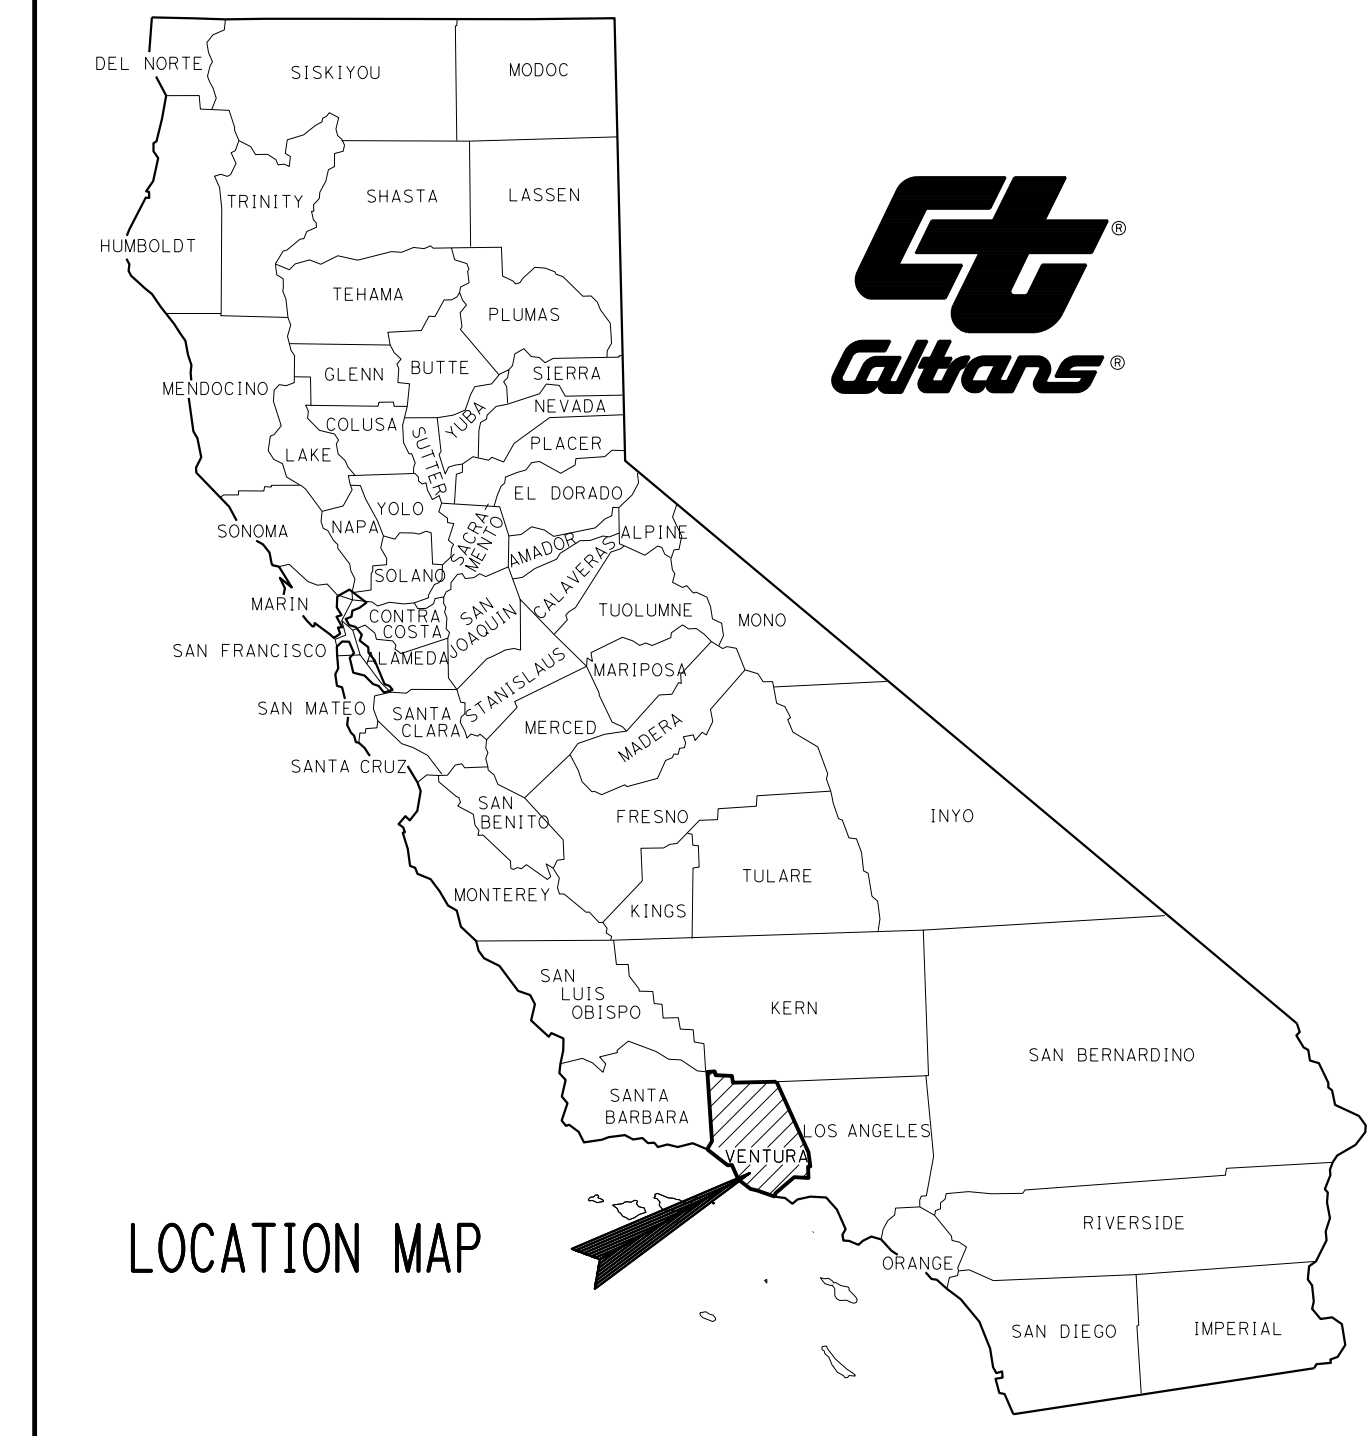 DEL NORTE
SISKIYOU
MODOC
HUMBOLDT
TRINITY
SHASTA
LASSEN
TEHAMA
PLUMAS
MENDOCINO
GLENN
BUTTE
SIERRA
COLUSA
SUTTER
YUBA
NEVADA
PLACER
LAKE
YOLO
EL DORADO
SONOMA
NAPA
SACRA-
MENTO
AMADOR
ALPINE
SOLANO
CALAVERAS
MARIN
CONTRA
COSTA
SAN
JOAQUIN
TUOLUMNE
MONO
SAN FRANCISCO
ALAMEDA
STANISLAUS
MARIPOSA
SAN MATEO
SANTA
CLARA
MERCED
MADERA
SANTA CRUZ
SAN
BENITO
FRESNO
INYO
MONTEREY
KINGS
TULARE
SAN
LUIS
OBISPO
KERN
SAN BERNARDINO
SANTA
BARBARA
VENTURA
LOS ANGELES
RIVERSIDE
ORANGE
SAN DIEGO
IMPERIAL
Ct ®
Caltrans ®
LOCATION MAP